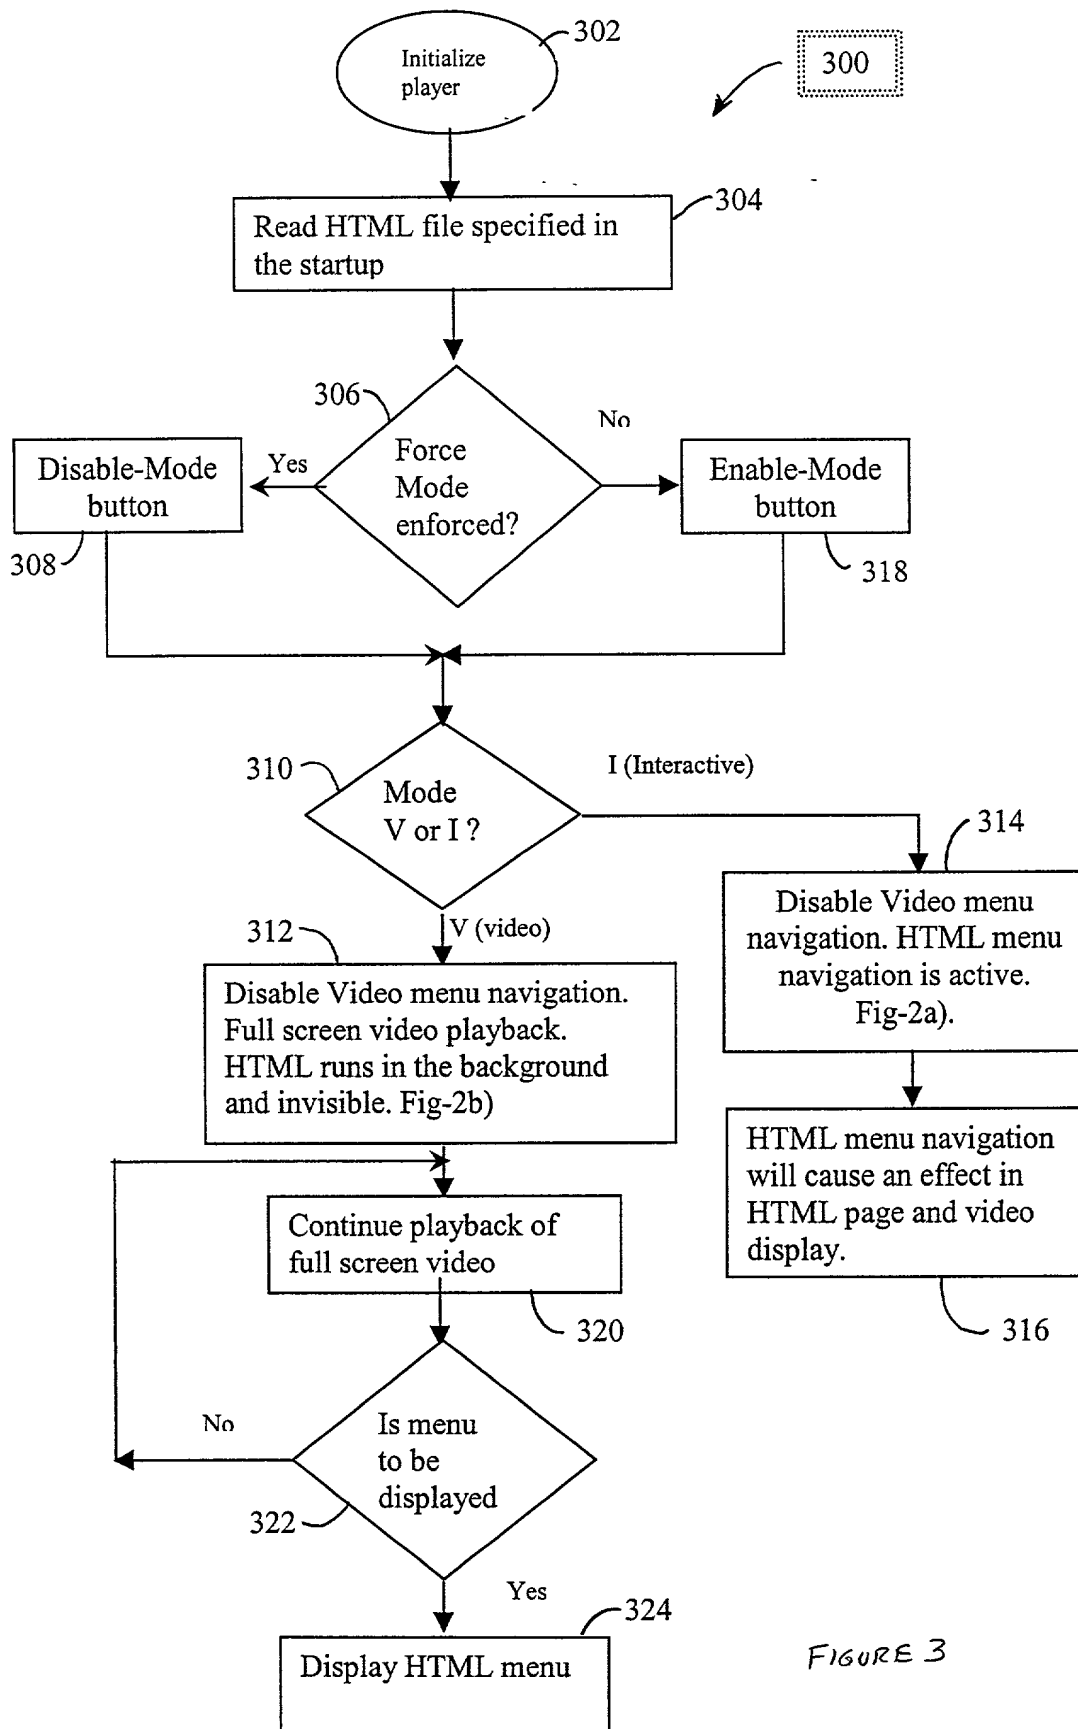 302
Initialize
player
300
304
Read HTML file specified in
the startup
306
No
Force
Mode
enforced?
Yes
Disable-Mode
button
308
Enable-Mode
button
318
310
I (Interactive)
Mode
V or I ?
314
V (video)
312
Disable Video menu
navigation. HTML menu
navigation is active.
Fig-2a).
Disable Video menu navigation.
Full screen video playback.
HTML runs in the background
and invisible. Fig-2b)
HTML menu navigation
will cause an effect in
HTML page and video
display.
316
Continue playback of
full screen video
320
No
Is menu
to be
displayed
322
Yes
324
Display HTML menu
FIGURE 3